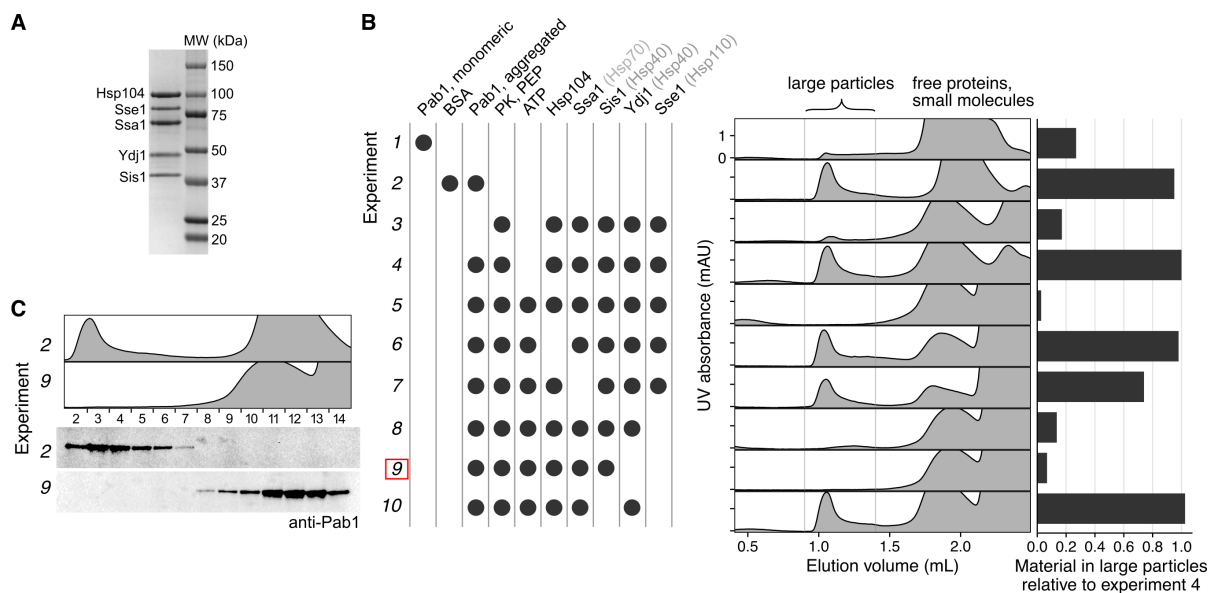 A
MW (kDa)
150
Hsp104
100
Sse1
75
Ssa1
50
Ydj1
37
Sis1
25
20
B
Pab1, monomeric
BSA
Pab1, aggregated
PK, PEP
ATP
Hsp104
Ssa1 (Hsp70)
Sis1 (Hsp40)
Ydj1 (Hsp40)
Sse1 (Hsp110)
Experiment
1
2
3
4
5
6
7
8
9
10
large particles
free proteins,
small molecules
1
0
UV absorbance (mAU)
0.5 1.0 1.5 2.0
Elution volume (mL)
0.0 0.2 0.4 0.6 0.8 1.0
Material in large particles
relative to experiment 4
C
Experiment
2
9
2 3 4 5 6 7 8 9 10 11 12 13 14
2
9
anti-Pab1